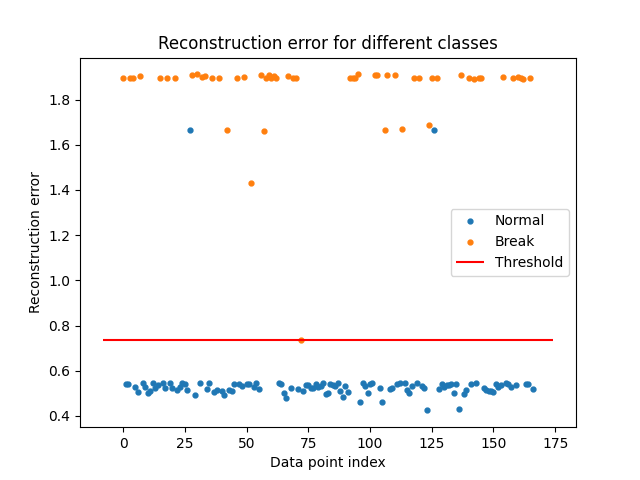 Reconstruction error for different classes
Reconstruction error
1.8
1.6
1.4
1.2
1.0
0.8
0.6
0.4
Normal
Break
Threshold
0 25 50 75 100 125 150 175
Data point index